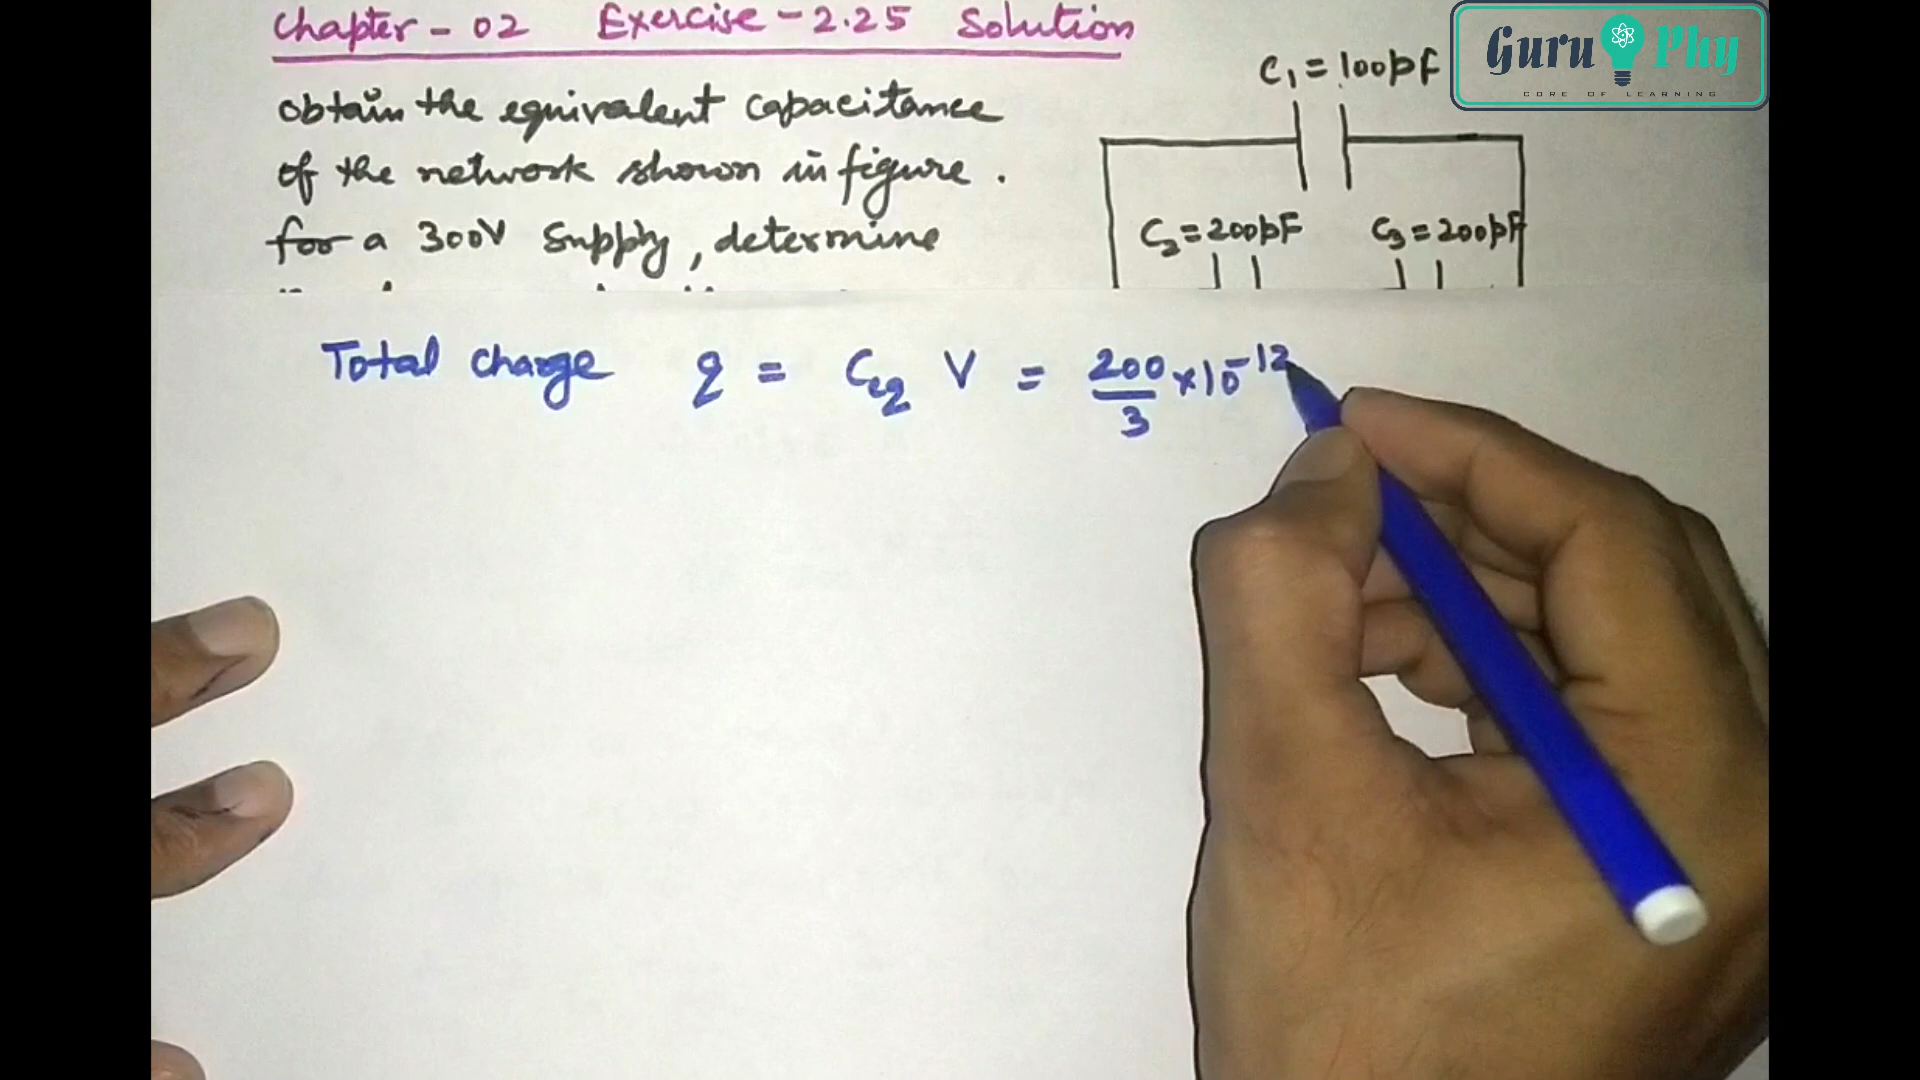 Chapter - 02 Exercise - 2.25 Solution
obtain the equivalent capacitance
of the network shown in figure .
for a 300V supply, determine
C₁ = 100pF
C₂ = 200pF C₃ = 200pF
Total charge q = Ceq V = 200/3 × 10⁻¹²
Guru Phy
CORE OF LEARNING